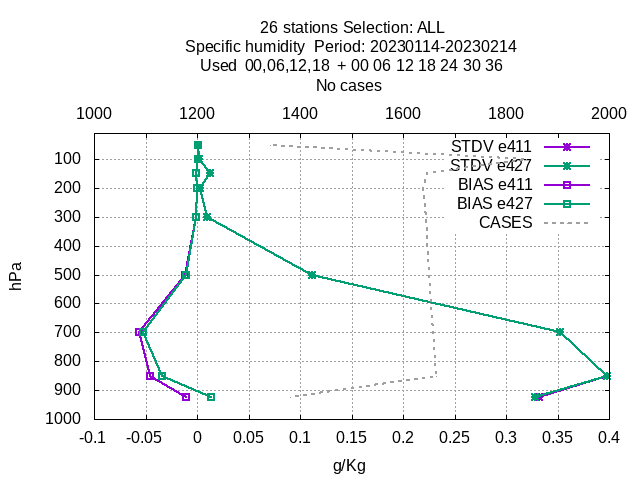 26 stations Selection: ALL
Specific humidity  Period: 20230114-20230214
Used  00,06,12,18  + 00 06 12 18 24 30 36
No cases
1000 1200 1400 1600 1800 2000
STDV e411
STDV e427
BIAS e411
BIAS e427
CASES
100
200
300
400
500
600
700
800
900
1000
hPa
-0.1 -0.05 0 0.05 0.1 0.15 0.2 0.25 0.3 0.35 0.4
g/Kg